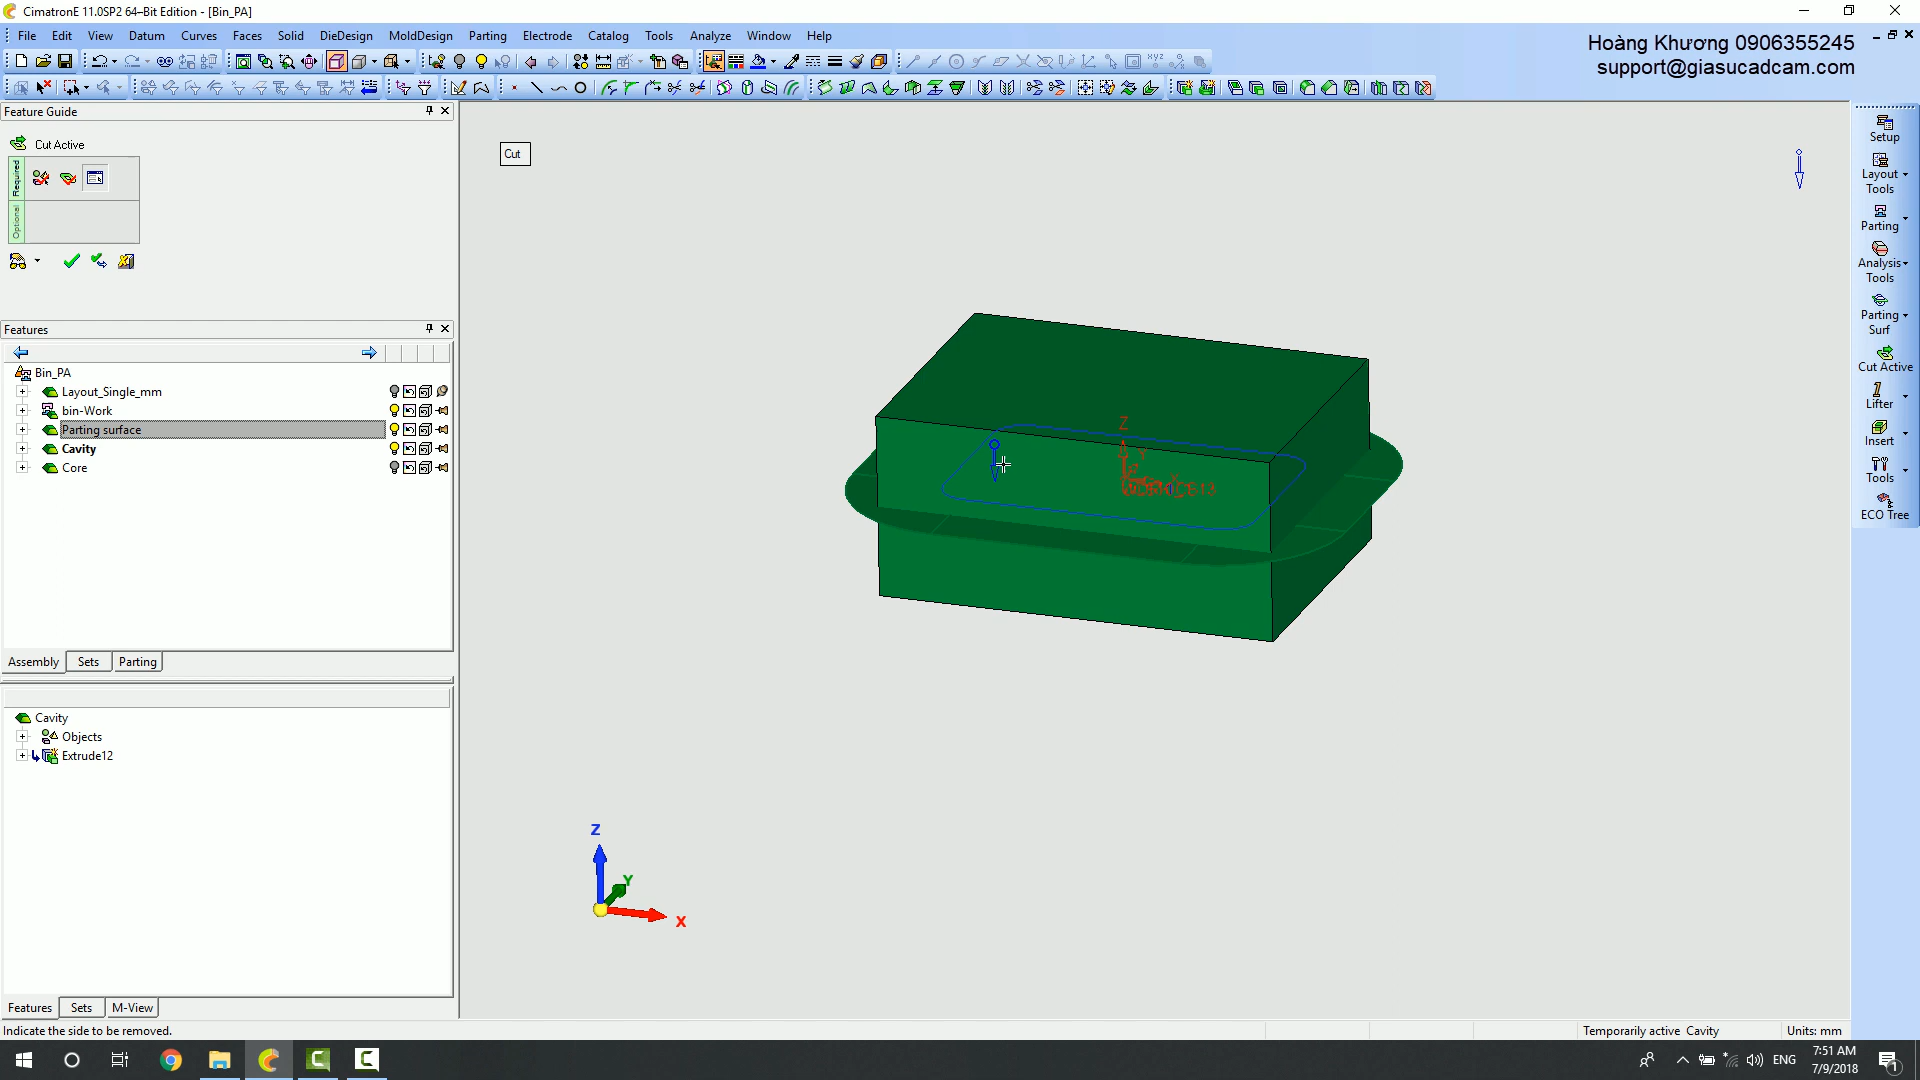 CimatronE 11.0SP2 64–Bit Edition - [Bin_PA]
File Edit View Datum Curves Faces Solid DieDesign MoldDesign Parting Electrode Catalog Tools Analyze Window Help
Hoàng Khương 0906355245
support@giasucadcam.com
Feature Guide
Cut Active
Required
Optional
Cut
Features
Bin_PA
Layout_Single_mm
bin-Work
Parting surface
Cavity
Core
Assembly Sets Parting
Cavity
Objects
Extrude12
Features Sets M-View
Z
Y
X
Z
Y
X
Setup
Layout
Tools
Parting
Analysis
Tools
Parting
Surf
Cut Active
Lifter
Insert
Tools
ECO Tree
Indicate the side to be removed.
Temporarily active Cavity
Units: mm
ENG
7:51 AM
7/9/2018
1